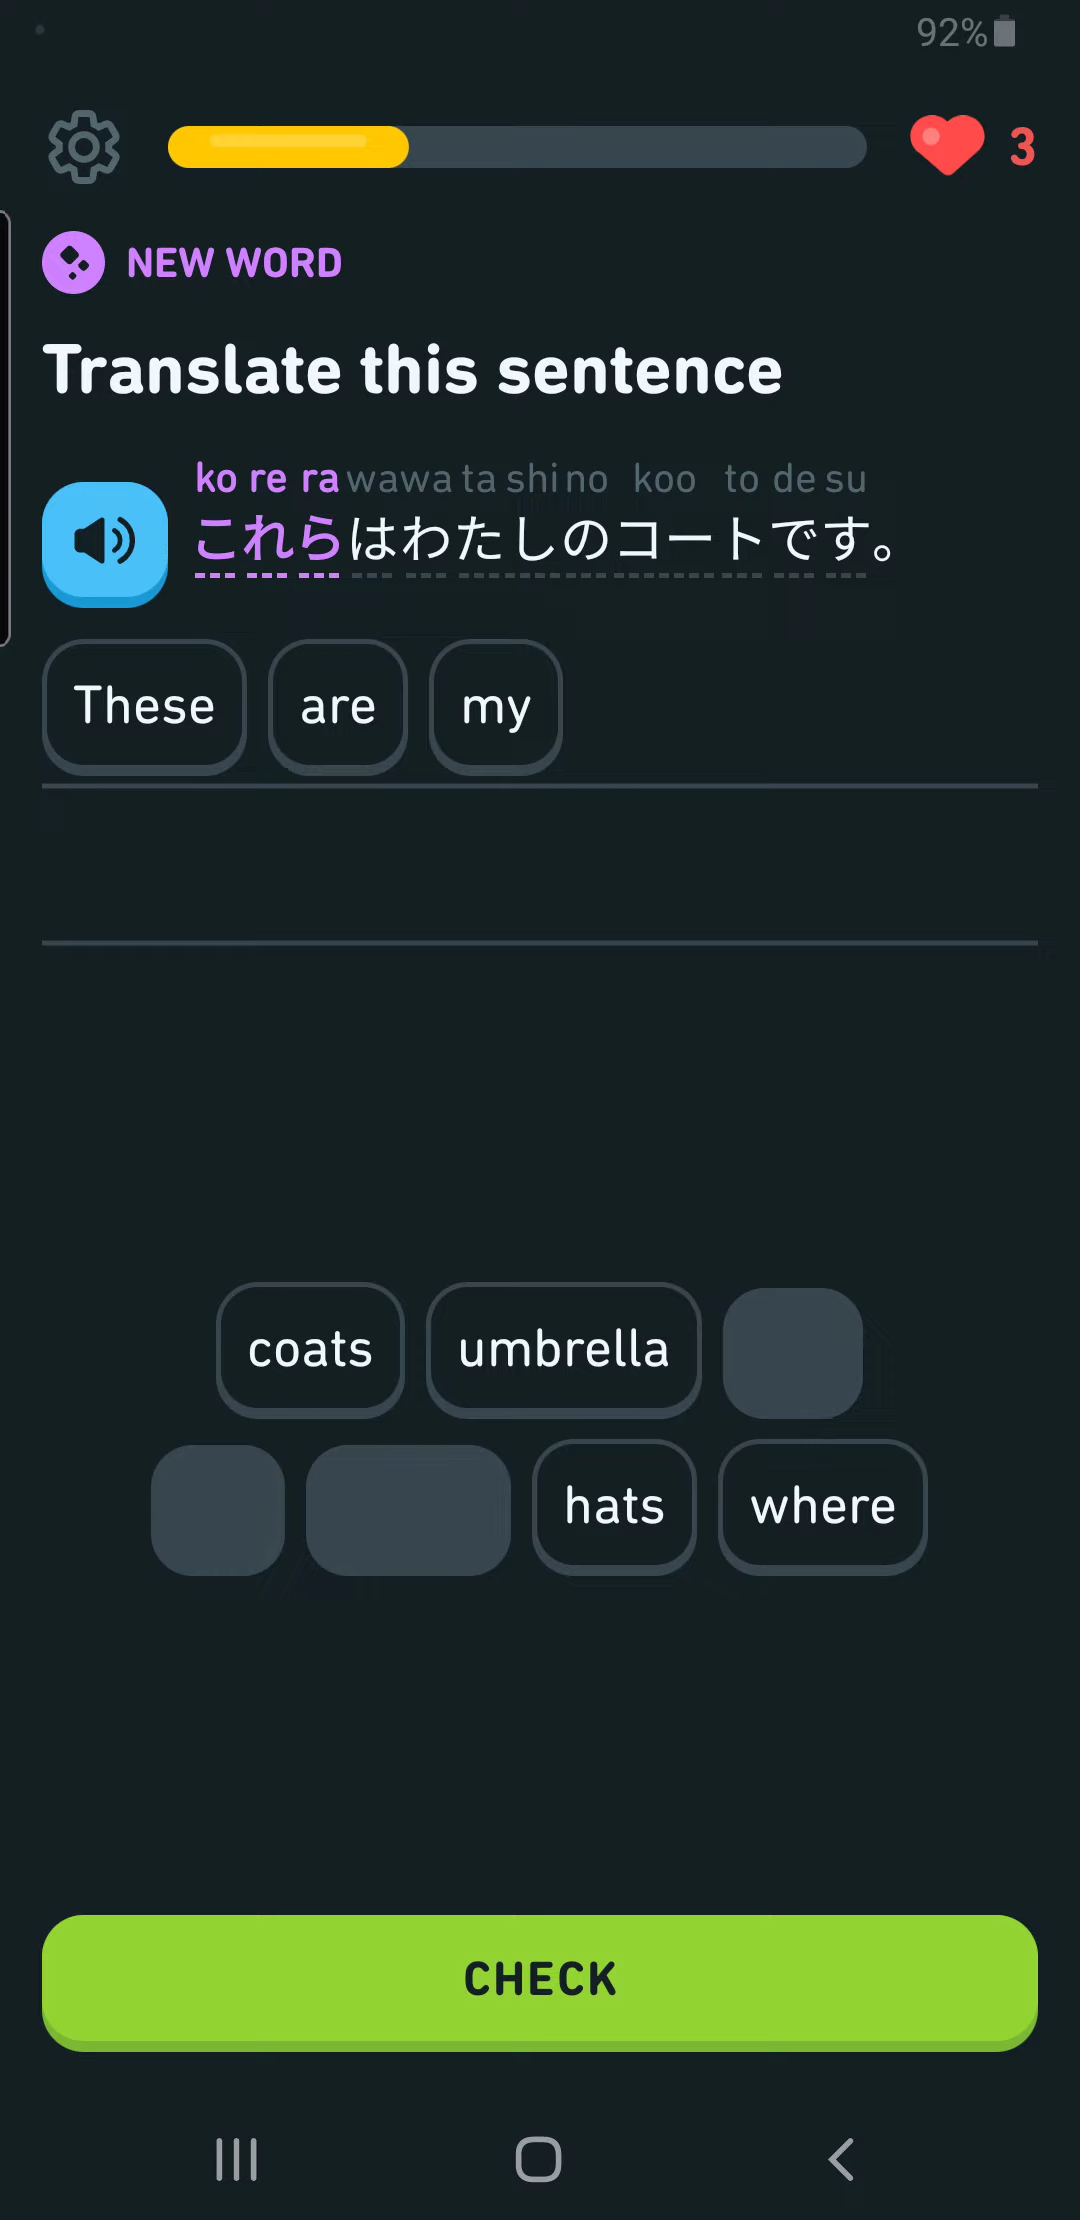 92%
3
NEW WORD
Translate this sentence
ko re ra wa wa ta shi no koo to de su
これらはわたしのコートです。
These are my
coats umbrella
hats where
CHECK